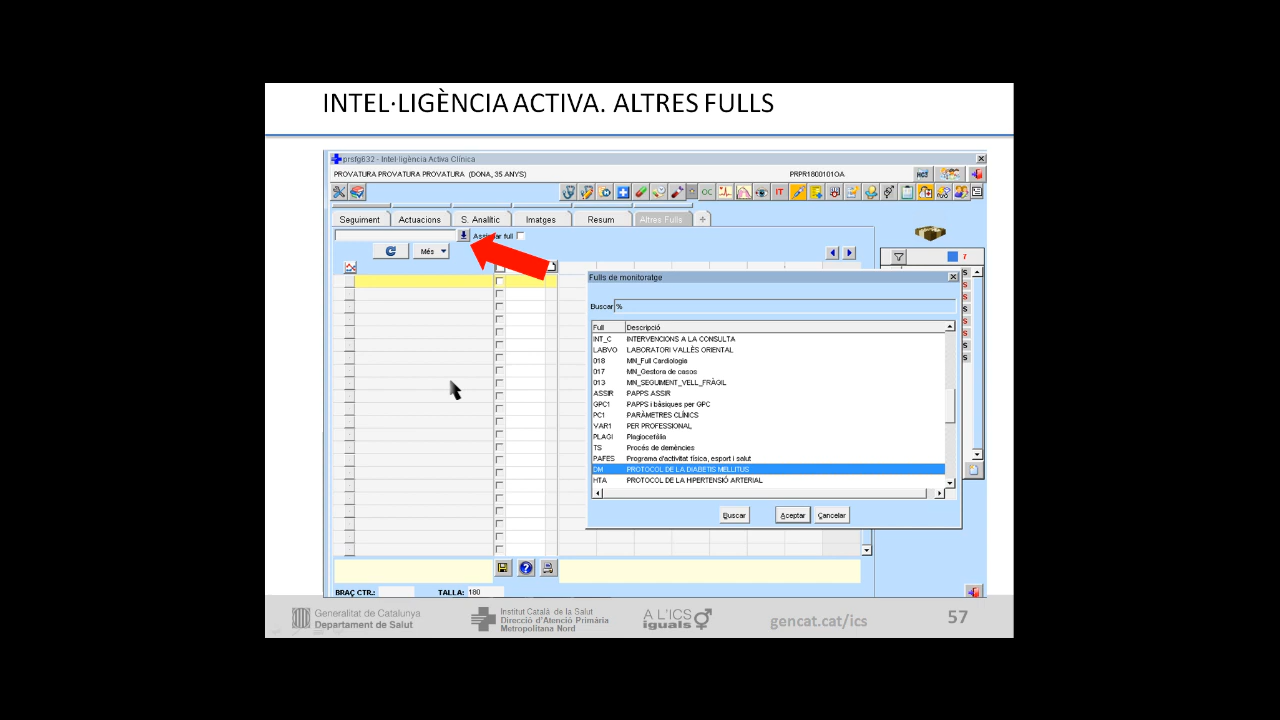 INTEL·LIGÈNCIA ACTIVA. ALTRES FULLS
prsfg632 - Intel·ligència Activa Clínica
PROVATURA PROVATURA PROVATURA (DONA, 35 ANYS)
PRPR1800101OA
HC3
OC
IT
Seguiment
Actuacions
S. Analític
Imatges
Resum
Altres Fulls
+
full
Més
7
Fulls de monitoratge
Buscar %
Full Descripció
INT_C INTERVENCIONS A LA CONSULTA
LABVO LABORATORI VALLÈS ORIENTAL
018 MN_Full Cardiologia
017 MN_Gestora de casos
013 MN_SEGUIMENT_VELL_FRÀGIL
ASSIR PAPPS ASSIR
GPC1 PAPPS i bàsiques per GPC
PC1 PARÀMETRES CLÍNICS
VAR1 PER PROFESSIONAL
PLAGI Plagiocefàlia
TS Procés de demències
PAFES Programa d'activitat física, esport i salut
DM PROTOCOL DE LA DIABETIS MELLITUS
HTA PROTOCOL DE LA HIPERTENSIÓ ARTERIAL
Buscar
Aceptar
Cancelar
S
S
S
S
S
S
S
S
BRAÇ CTR.:
TALLA: 180
Generalitat de Catalunya
Departament de Salut
Institut Català de la Salut
Direcció d'Atenció Primària
Metropolitana Nord
A L'ICS
iguals
gencat.cat/ics
57